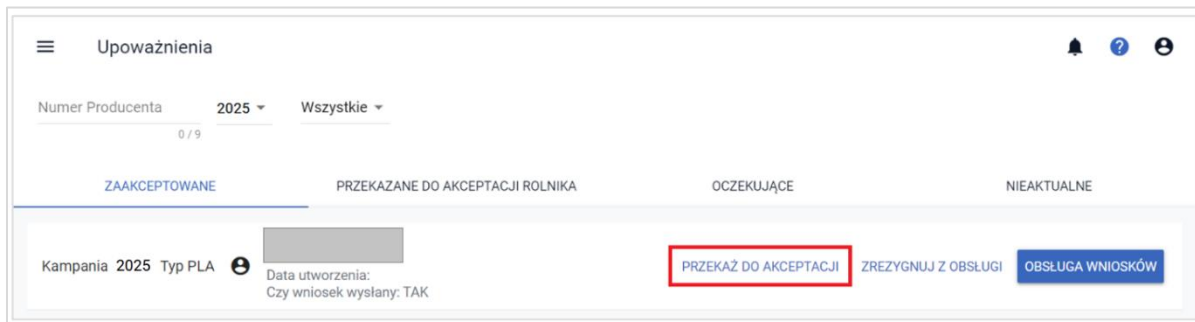 Upoważnienia
Numer Producenta 2025 Wszystkie
0 / 9
ZAAKCEPTOWANE PRZEKAZANE DO AKCEPTACJI ROLNIKA OCZEKUJĄCE NIEAKTUALNE
Kampania 2025 Typ PLA PRZEKAŻ DO AKCEPTACJI ZREZYGNUJ Z OBSŁUGI OBSŁUGA WNIOSKÓW
Data utworzenia:
Czy wniosek wysłany: TAK